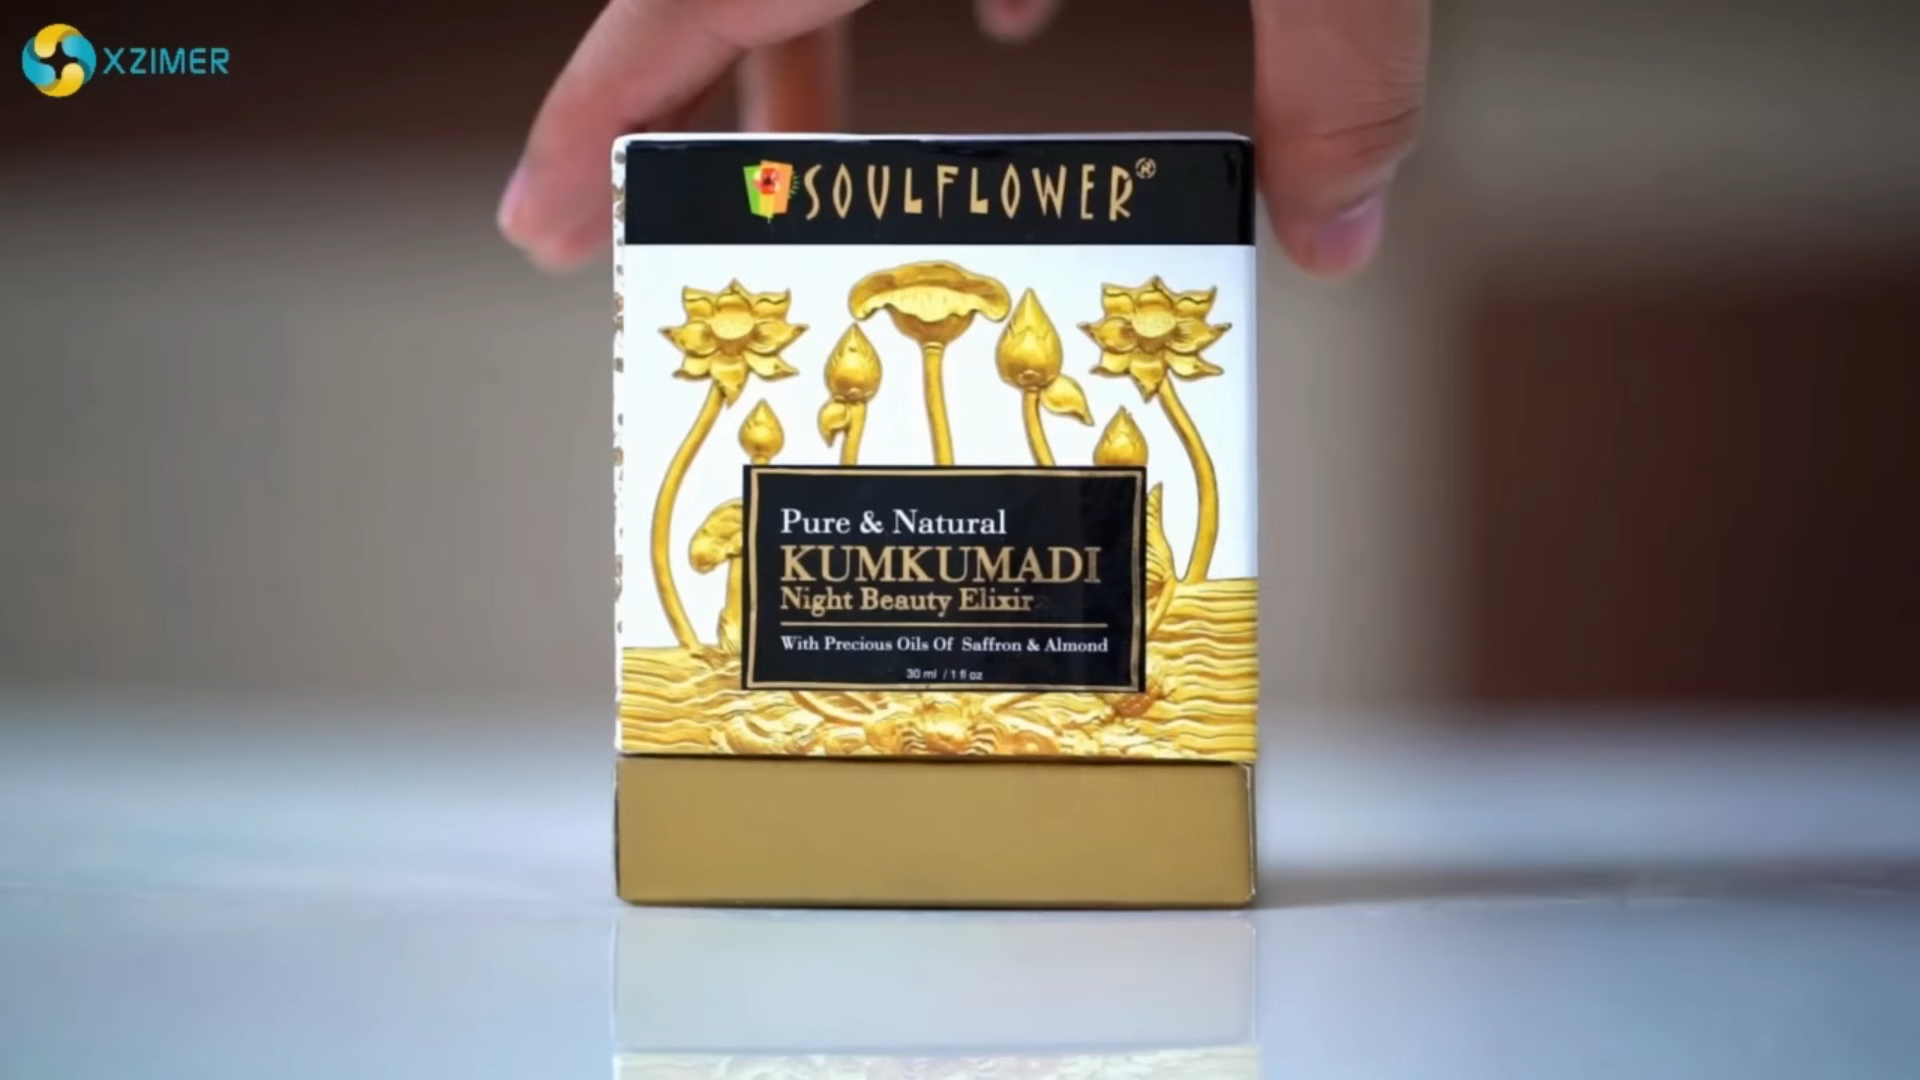 XZIMER
SOULFLOWER®
Pure & Natural
KUMKUMADI
Night Beauty Elixir
With Precious Oils Of Saffron & Almond
30 ml / 1 fl oz